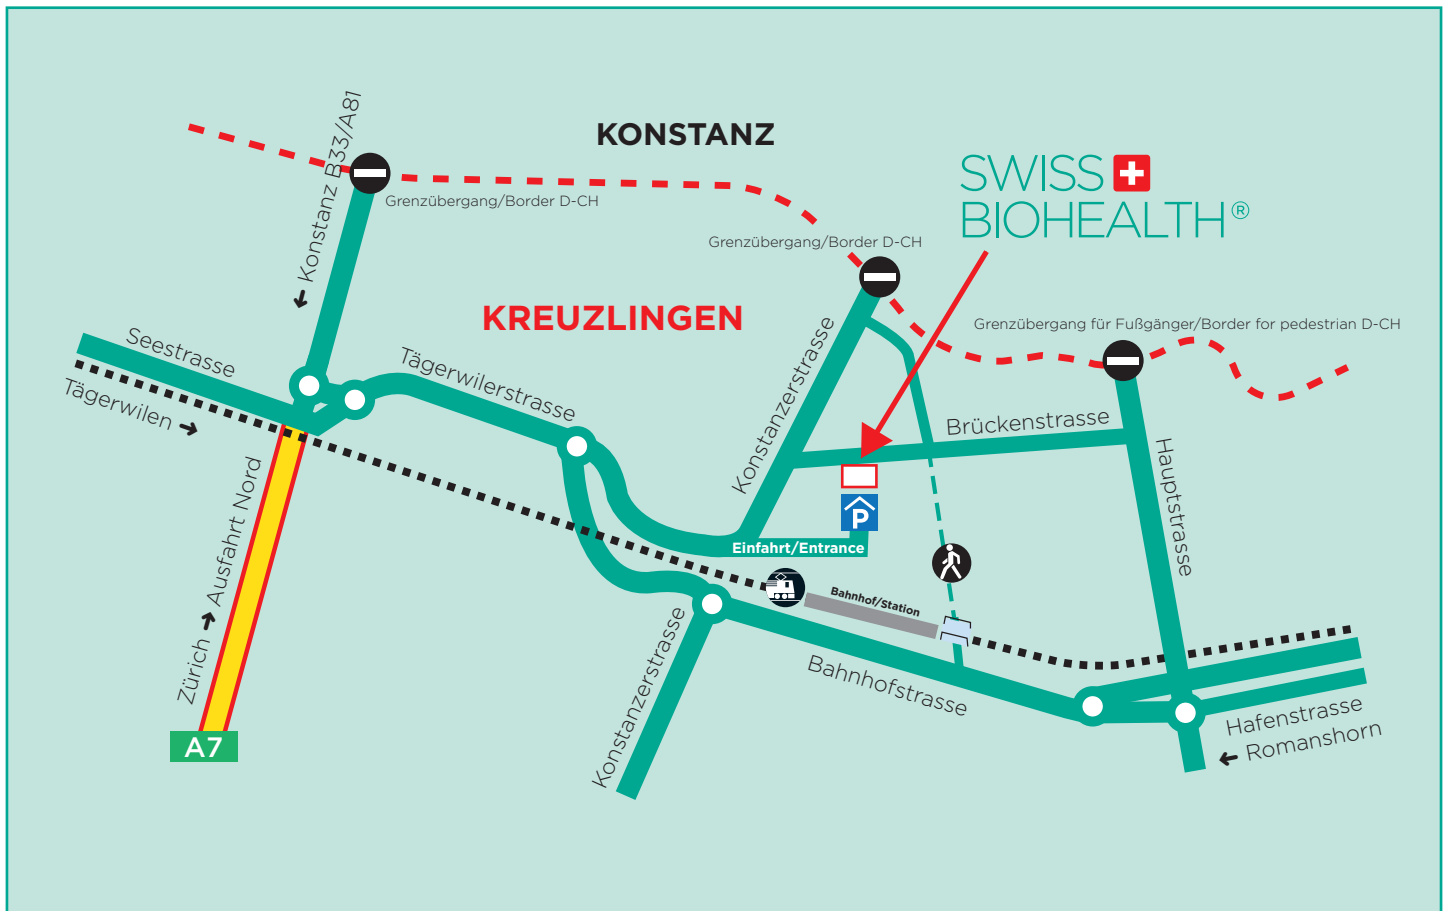 Konstanz B33/A81
KONSTANZ
SWISS
BIOHEALTH®
Grenzübergang/Border D-CH
Grenzübergang/Border D-CH
KREUZLINGEN
Grenzübergang für Fußgänger/Border for pedestrian D-CH
Seestrasse
Tägerwilen
Tägerwilerstrasse
Konstanzerstrasse
Brückenstrasse
Hauptstrasse
P
Einfahrt/Entrance
Zürich
Ausfahrt Nord
Bahnhof/Station
Konstanzerstrasse
Bahnhofstrasse
Hafenstrasse
Romanshorn
A7